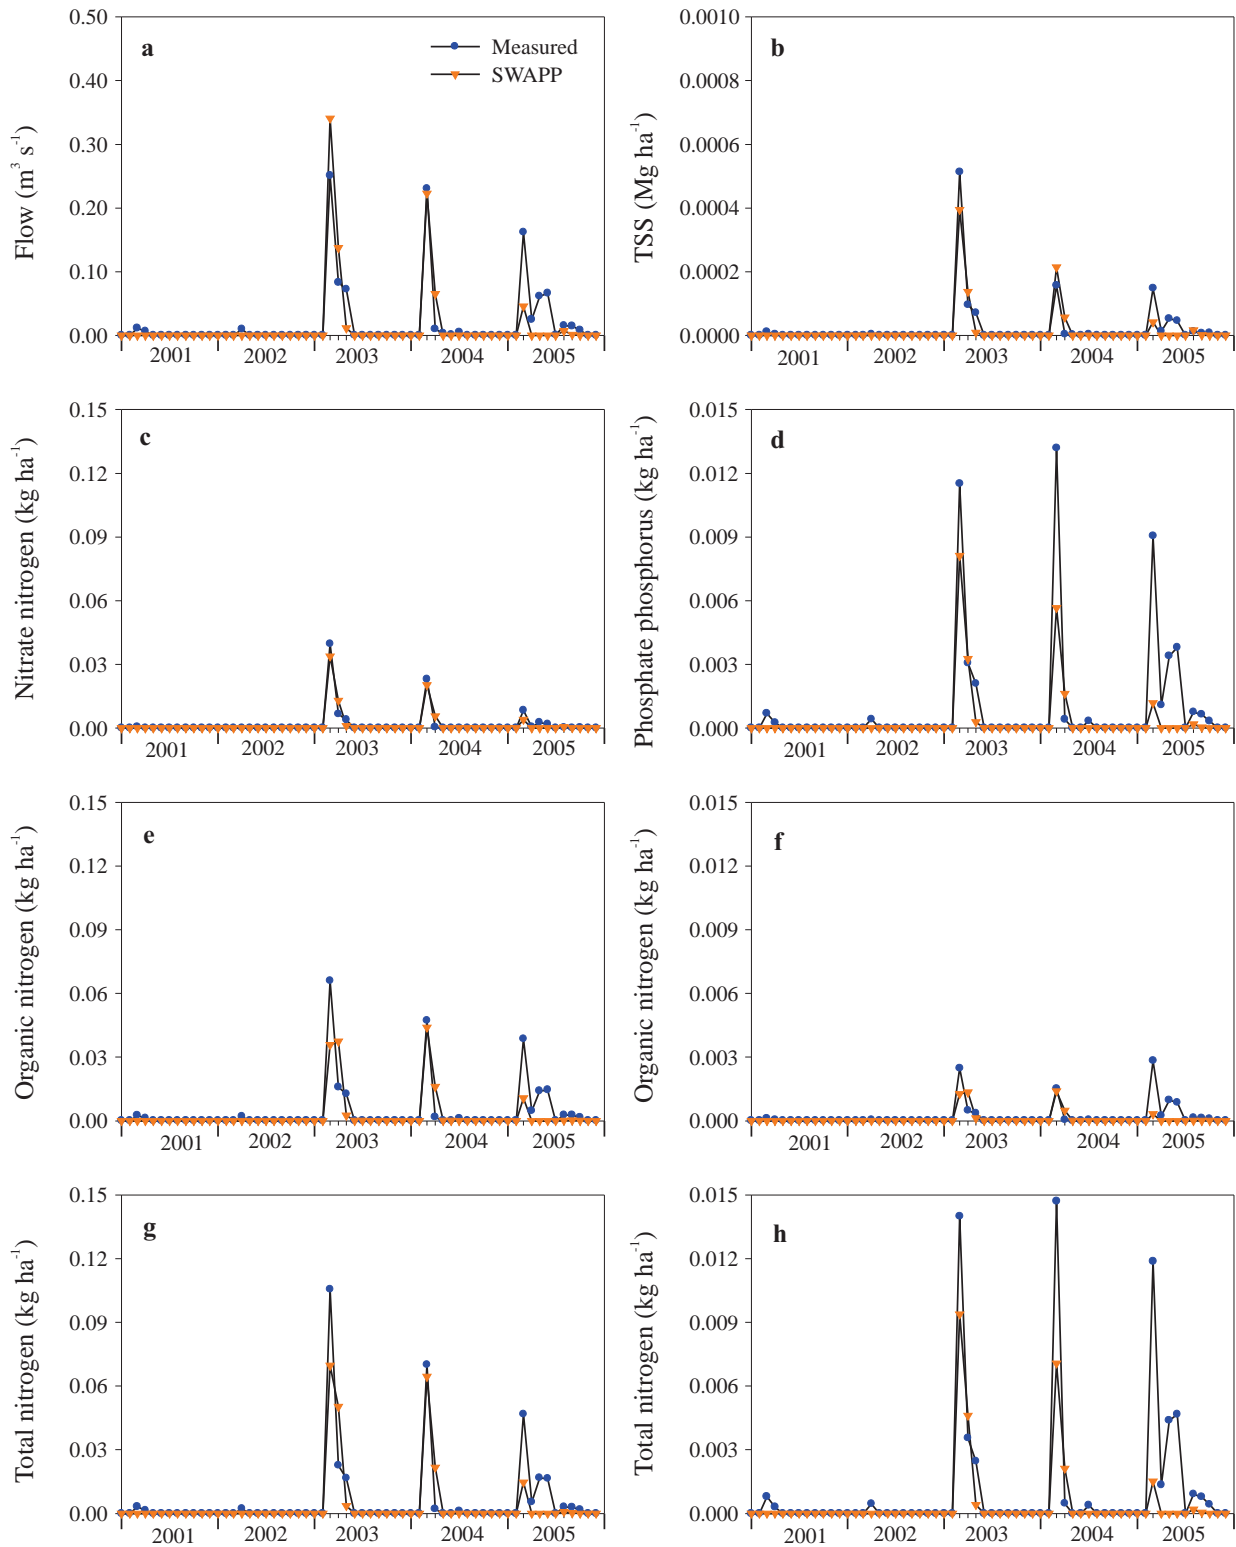 a
Measured
SWAPP
Flow (m³ s⁻¹)
0.50
0.40
0.30
0.20
0.10
0.00
2001 2002 2003 2004 2005
b
TSS (Mg ha⁻¹)
0.0010
0.0008
0.0006
0.0004
0.0002
0.0000
2001 2002 2003 2004 2005
c
Nitrate nitrogen (kg ha⁻¹)
0.15
0.12
0.09
0.06
0.03
0.00
2001 2002 2003 2004 2005
d
Phosphate phosphorus (kg ha⁻¹)
0.015
0.012
0.009
0.006
0.003
0.000
2001 2002 2003 2004 2005
e
Organic nitrogen (kg ha⁻¹)
0.15
0.12
0.09
0.06
0.03
0.00
2001 2002 2003 2004 2005
f
Organic nitrogen (kg ha⁻¹)
0.015
0.012
0.009
0.006
0.003
0.000
2001 2002 2003 2004 2005
g
Total nitrogen (kg ha⁻¹)
0.15
0.12
0.09
0.06
0.03
0.00
2001 2002 2003 2004 2005
h
Total nitrogen (kg ha⁻¹)
0.015
0.012
0.009
0.006
0.003
0.000
2001 2002 2003 2004 2005